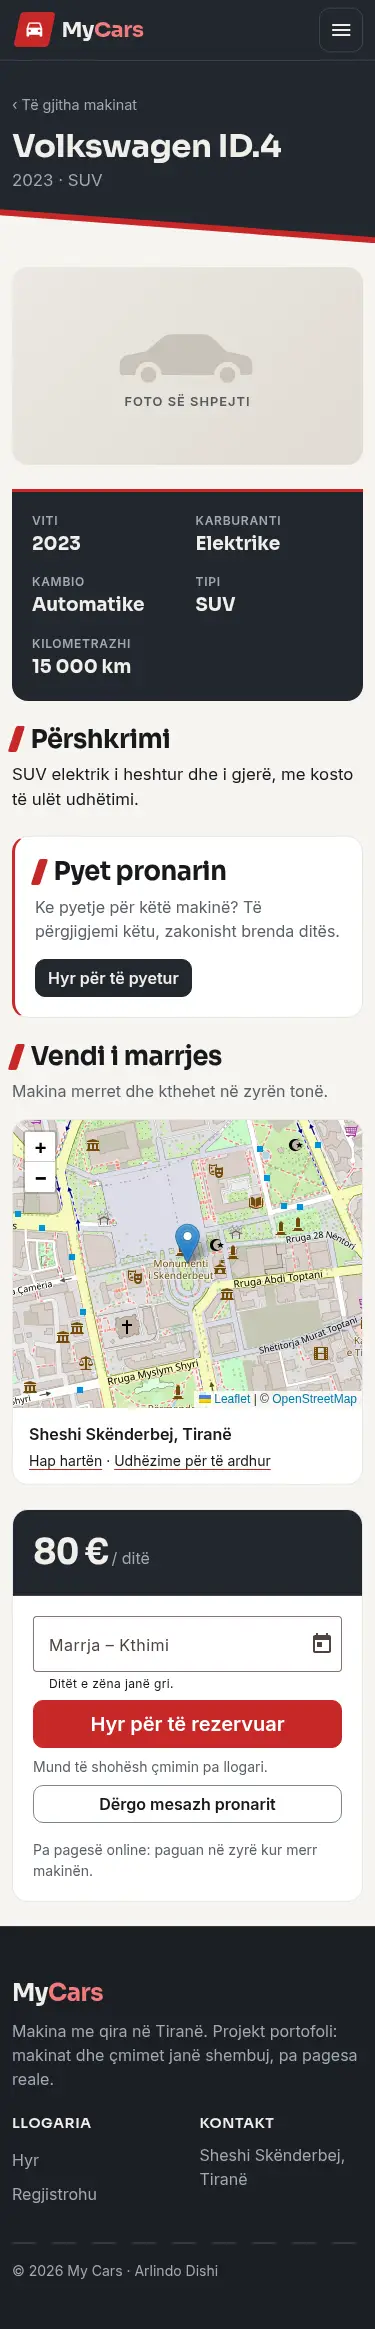 MyCars
‹ Të gjitha makinat
Volkswagen ID.4
2023 · SUV
FOTO SË SHPEJTI
VITI
2023
KARBURANTI
Elektrike
KAMBIO
Automatike
TIPI
SUV
KILOMETRAZHI
15 000 km
Përshkrimi
SUV elektrik i heshtur dhe i gjerë, me kosto
të ulët udhëtimi.
Pyet pronarin
Ke pyetje për këtë makinë? Të
përgjigjemi këtu, zakonisht brenda ditës.
Hyr për të pyetur
Vendi i marrjes
Makina merret dhe kthehet në zyrën tonë.
+
−
Rruga 28 Nëntori
Monumenti
Skënderbeut
Rruga Abdi Toptani
Çamëria
Shëtitorja Murat Toptani
Rruga Myslym Shyri
Leaflet | © OpenStreetMap
Sheshi Skënderbej, Tiranë
Hap hartën · Udhëzime për të ardhur
80 € / ditë
Marrja – Kthimi
Ditët e zëna janë gri.
Hyr për të rezervuar
Mund të shohësh çmimin pa llogari.
Dërgo mesazh pronarit
Pa pagesë online: paguan në zyrë kur merr
makinën.
MyCars
Makina me qira në Tiranë. Projekt portofoli:
makinat dhe çmimet janë shembuj, pa pagesa
reale.
LLOGARIA
Hyr
Regjistrohu
KONTAKT
Sheshi Skënderbej,
Tiranë
© 2026 My Cars · Arlindo Dishi